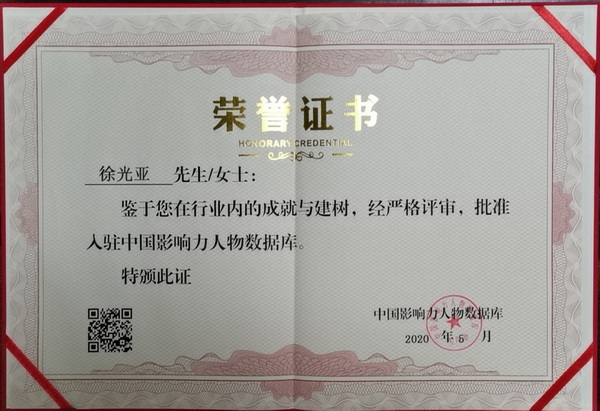 荣誉证书
HONORARY CREDENTIAL
徐光亚 先生/女士：
鉴于您在行业内的成就与建树，经严格评审，批准
入驻中国影响力人物数据库。
特颁此证
中国影响力人物数据库
2020 年 5 月